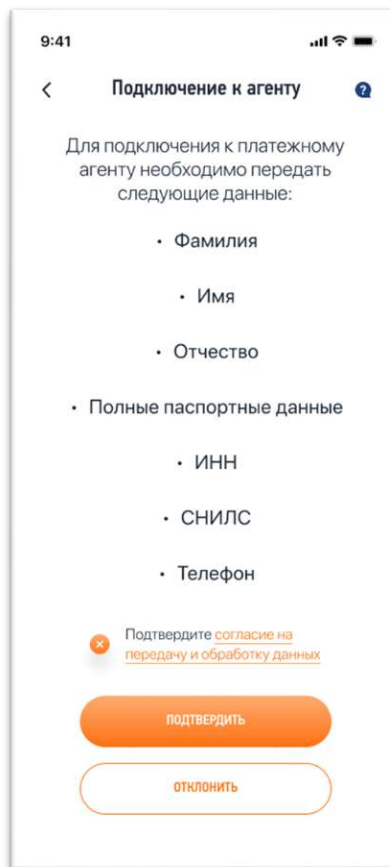 9:41
Подключение к агенту
?
Для подключения к платежному
агенту необходимо передать
следующие данные:
• Фамилия
• Имя
• Отчество
• Полные паспортные данные
• ИНН
• СНИЛС
• Телефон
Подтвердите согласие на
передачу и обработку данных
ПОДТВЕРДИТЬ
ОТКЛОНИТЬ